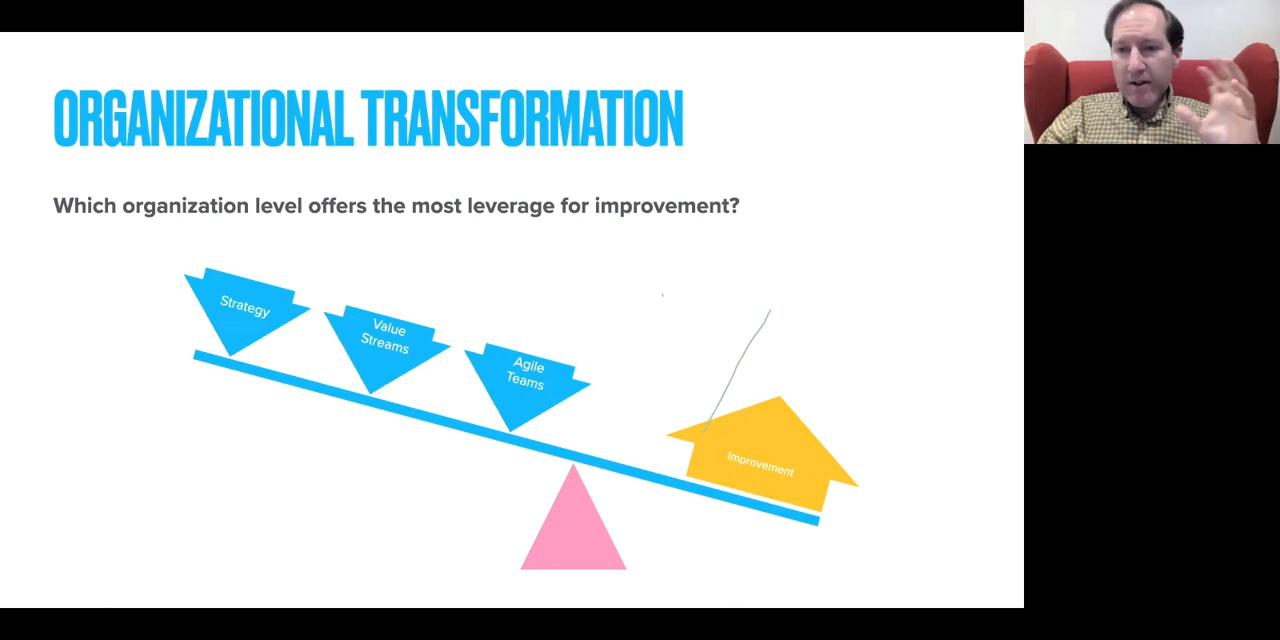 ORGANIZATIONAL TRANSFORMATION
Which organization level offers the most leverage for improvement?
Strategy
Value
Streams
Agile
Teams
Improvement